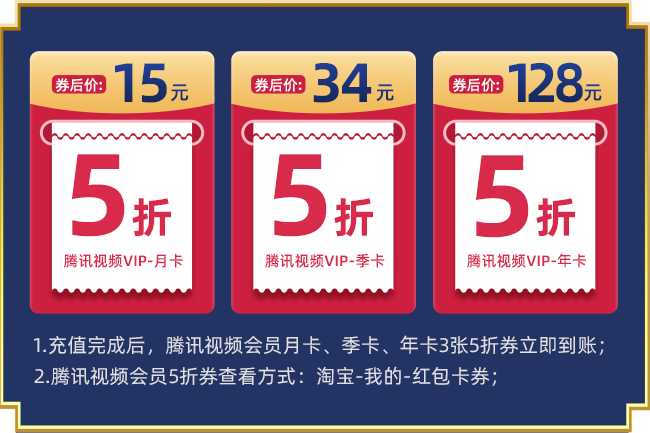 券后价: 15元
5折
腾讯视频VIP-月卡
券后价: 34元
5折
腾讯视频VIP-季卡
券后价: 128元
5折
腾讯视频VIP-年卡
1.充值完成后，腾讯视频会员月卡、季卡、年卡3张5折券立即到账；
2.腾讯视频会员5折券查看方式：淘宝-我的-红包卡券；